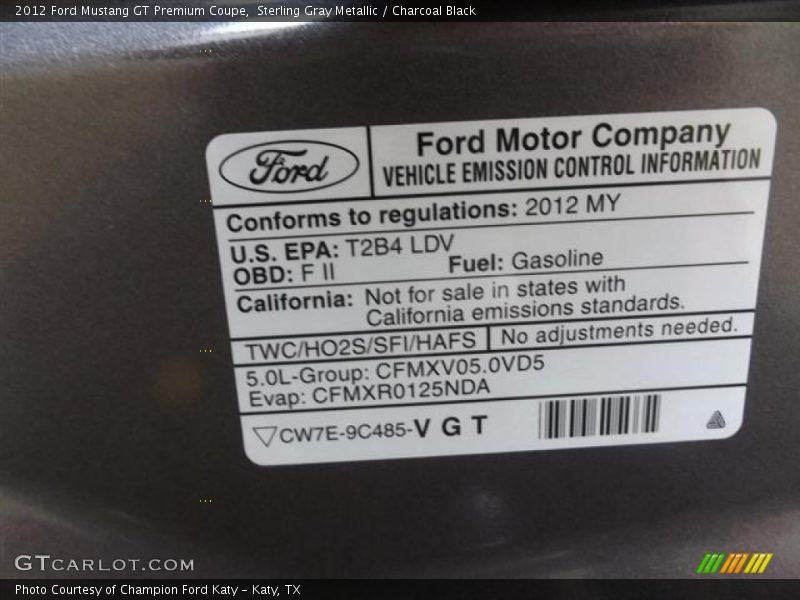 2012 Ford Mustang GT Premium Coupe, Sterling Gray Metallic / Charcoal Black
Ford
Ford Motor Company
VEHICLE EMISSION CONTROL INFORMATION
Conforms to regulations: 2012 MY
U.S. EPA: T2B4 LDV
OBD: F II Fuel: Gasoline
California: Not for sale in states with
California emissions standards.
TWC/HO2S/SFI/HAFS No adjustments needed.
5.0L-Group: CFMXV05.0VD5
Evap: CFMXR0125NDA
CW7E-9C485-V G T
GTCARLOT.COM
Photo Courtesy of Champion Ford Katy – Katy, TX